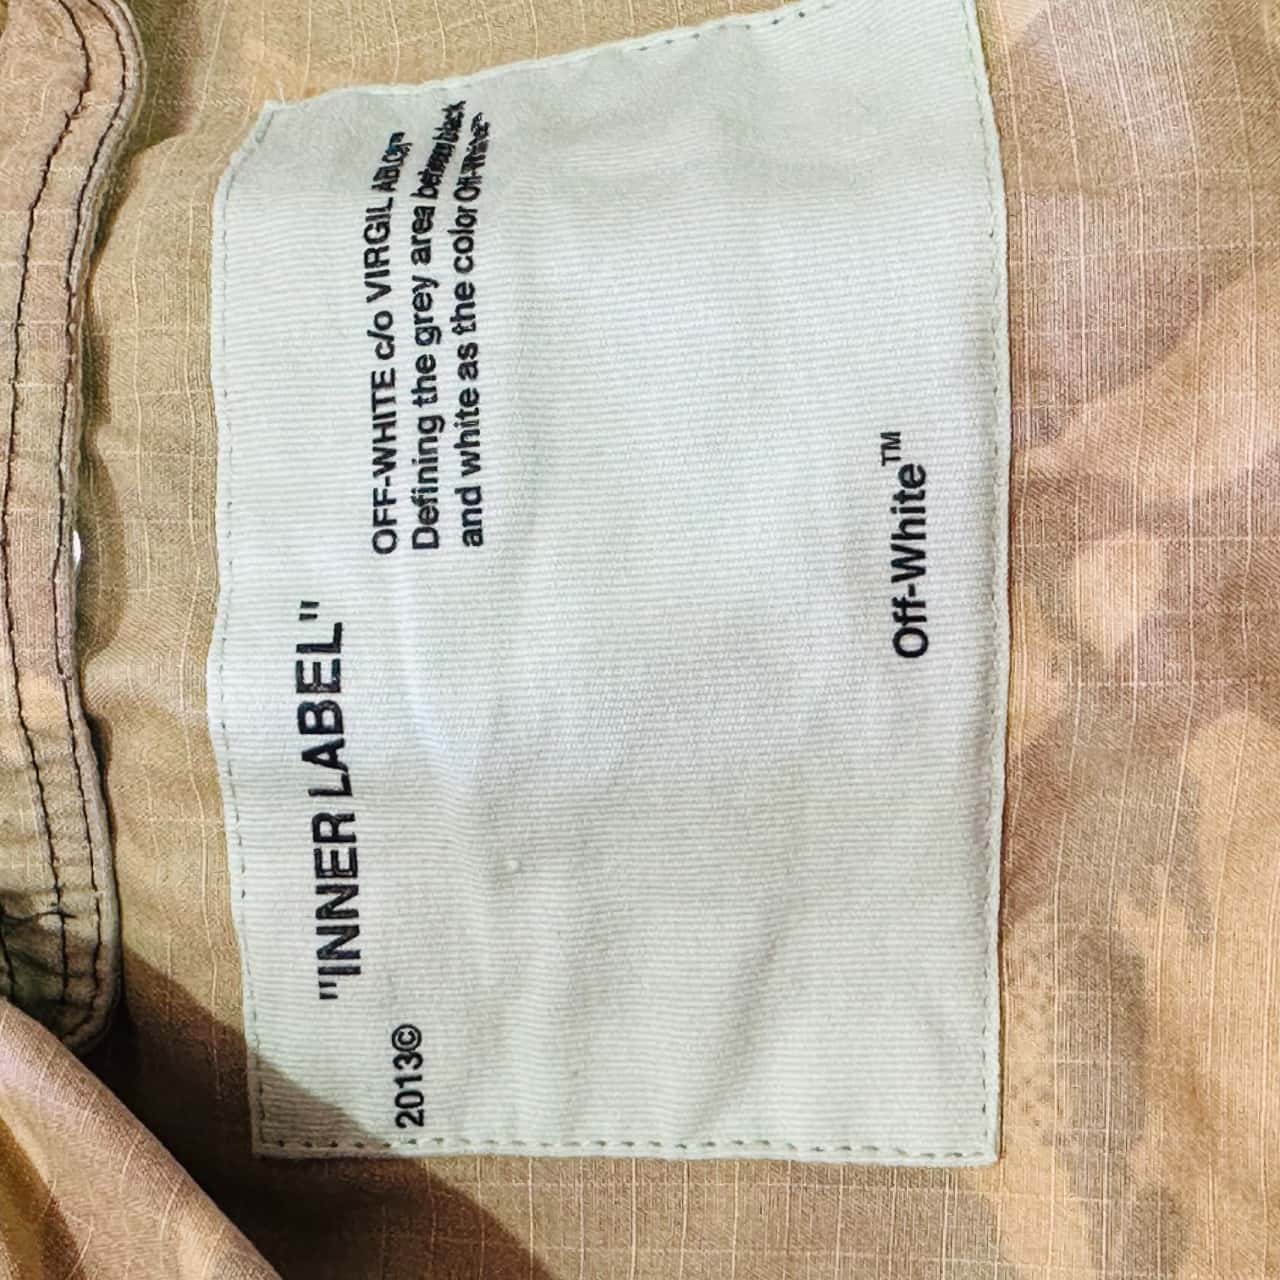 "INNER LABEL"
2013©
OFF-WHITE c/o VIRGIL ABLOH™
Defining the grey area between black
and white as the color Off-White™
Off-White™